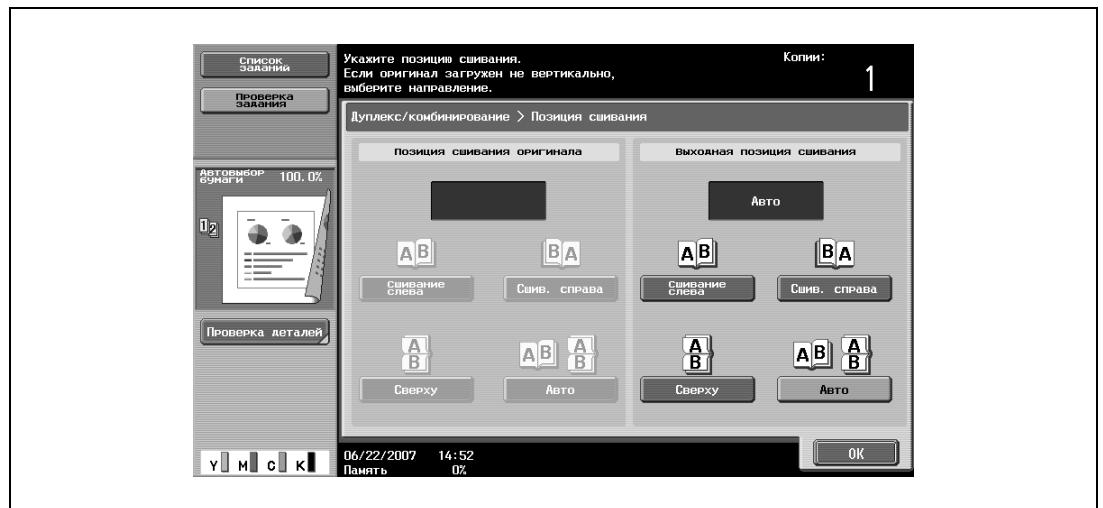 Список
заданий
Проверка
задания
Укажите позицию сшивания.
Если оригинал загружен не вертикально,
выберите направление.
Копии:
1
Дуплекс/комбинирование > Позиция сшивания
Автовыбор
бумаги 100.0%
1 2
Проверка деталей
Позиция сшивания оригинала
A B
B A
Сшивание
слева
Сшив. справа
A
B
A B
A
B
Сверху
Авто
Выходная позиция сшивания
Авто
A B
B A
Сшивание
слева
Сшив. справа
A
B
A B
A
B
Сверху
Авто
Y M C K
06/22/2007 14:52
Память 0%
OK